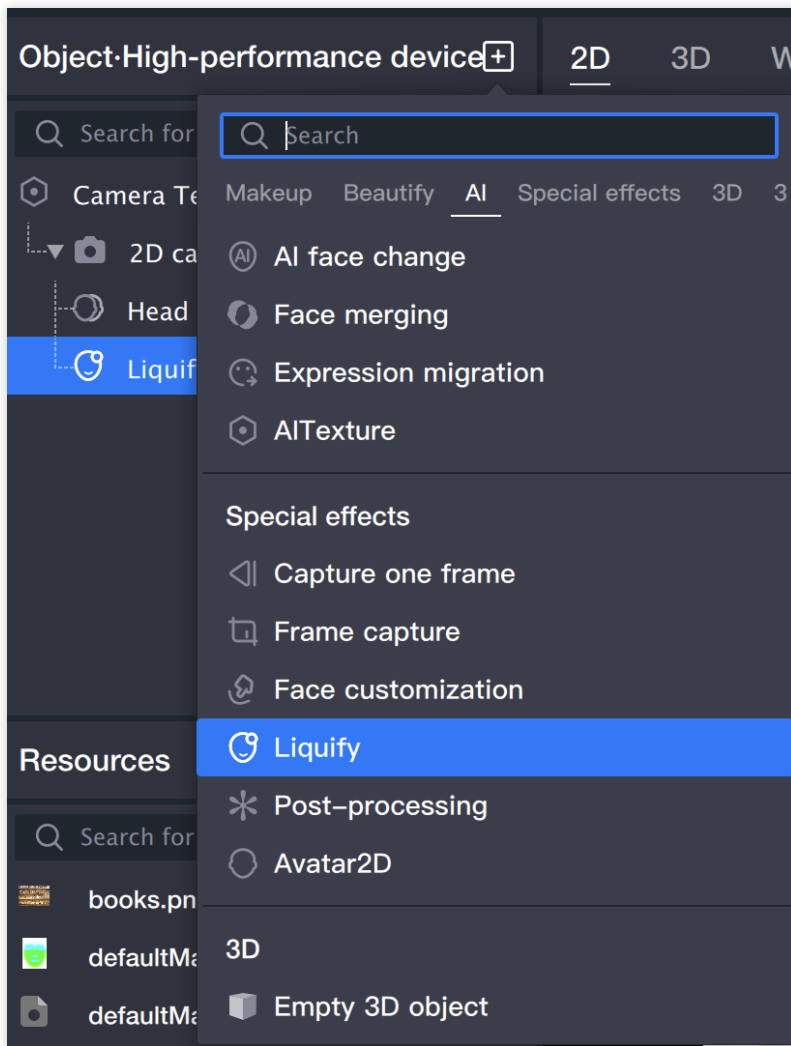 Object·High-performance device
2D 3D W
Search for
Search
Camera Te
Makeup Beautify AI Special effects 3D 3
2D ca
AI face change
Head
Face merging
Liquif
Expression migration
AITexture
Special effects
Capture one frame
Frame capture
Face customization
Liquify
Resources
Post-processing
Search for
Avatar2D
books.pn
3D
defaultMa
Empty 3D object
defaultMa